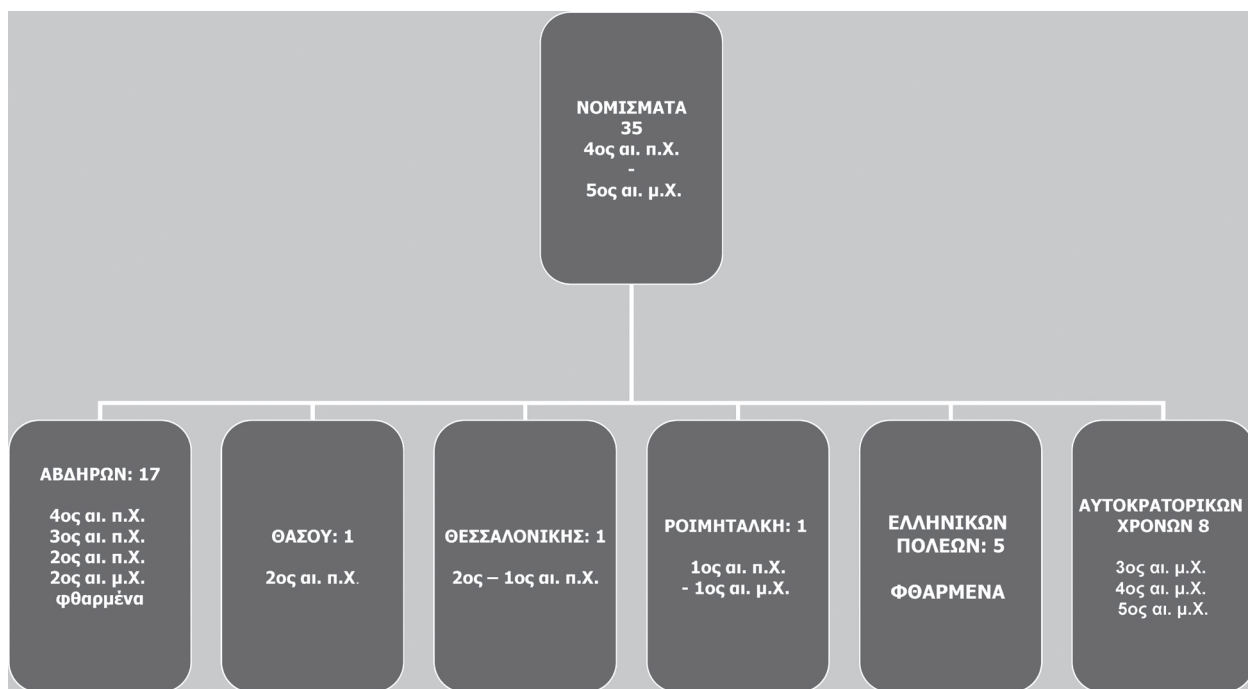 ΝΟΜΙΣΜΑΤΑ
35
4ος αι. π.Χ.
-
5ος αι. μ.Χ.
ΑΒΔΗΡΩΝ: 17
4ος αι. π.Χ.
3ος αι. π.Χ.
2ος αι. π.Χ.
2ος αι. μ.Χ.
φθαρμένα
ΘΑΣΟΥ: 1
2ος αι. π.Χ.
ΘΕΣΣΑΛΟΝΙΚΗΣ: 1
2ος – 1ος αι. π.Χ.
ΡΟΙΜΗΤΑΛΚΗ: 1
1ος αι. π.Χ.
- 1ος αι. μ.Χ.
ΕΛΛΗΝΙΚΩΝ
ΠΟΛΕΩΝ: 5
ΦΘΑΡΜΕΝΑ
ΑΥΤΟΚΡΑΤΟΡΙΚΩΝ
ΧΡΟΝΩΝ 8
3ος αι. μ.Χ.
4ος αι. μ.Χ.
5ος αι. μ.Χ.